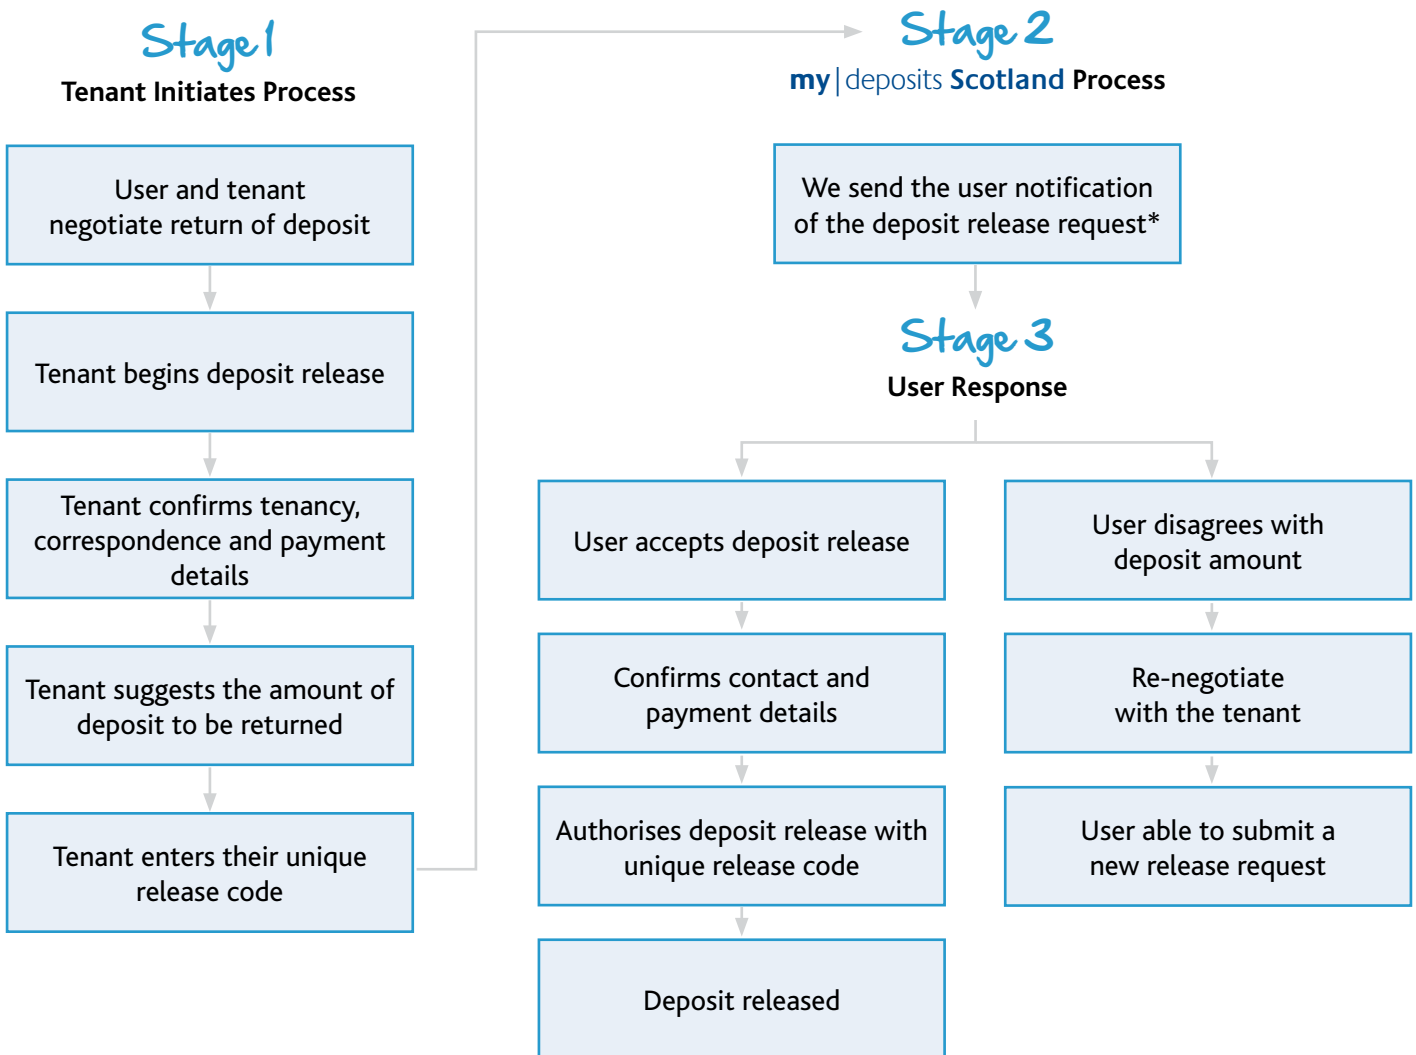 Stage 1
Tenant Initiates Process
User and tenant
negotiate return of deposit
Tenant begins deposit release
Tenant confirms tenancy,
correspondence and payment
details
Tenant suggests the amount of
deposit to be returned
Tenant enters their unique
release code
Stage 2
my|deposits Scotland Process
We send the user notification
of the deposit release request*
Stage 3
User Response
User accepts deposit release
Confirms contact and
payment details
Authorises deposit release with
unique release code
Deposit released
User disagrees with
deposit amount
Re-negotiate
with the tenant
User able to submit a
new release request